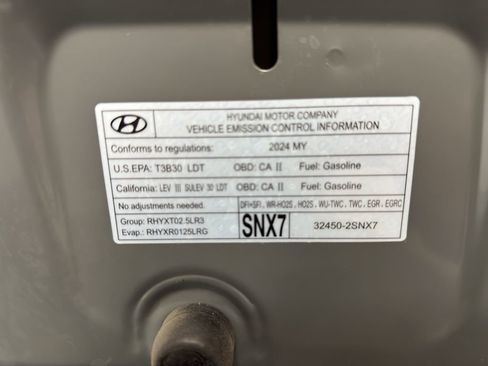 HYUNDAI MOTOR COMPANY
VEHICLE EMISSION CONTROL INFORMATION
Conforms to regulations: 2024 MY
U.S.EPA: T3B30 LDT OBD: CA II Fuel: Gasoline
California: LEV III SULEV 30 LDT OBD: CA II Fuel: Gasoline
No adjustments needed. DFI+SFI, WR-HO2S, HO2S, WU-TWC, TWC, EGR, EGRC
Group: RHYXT02.5LR3
Evap.: RHYXR0125LRG
SNX7
32450-2SNX7